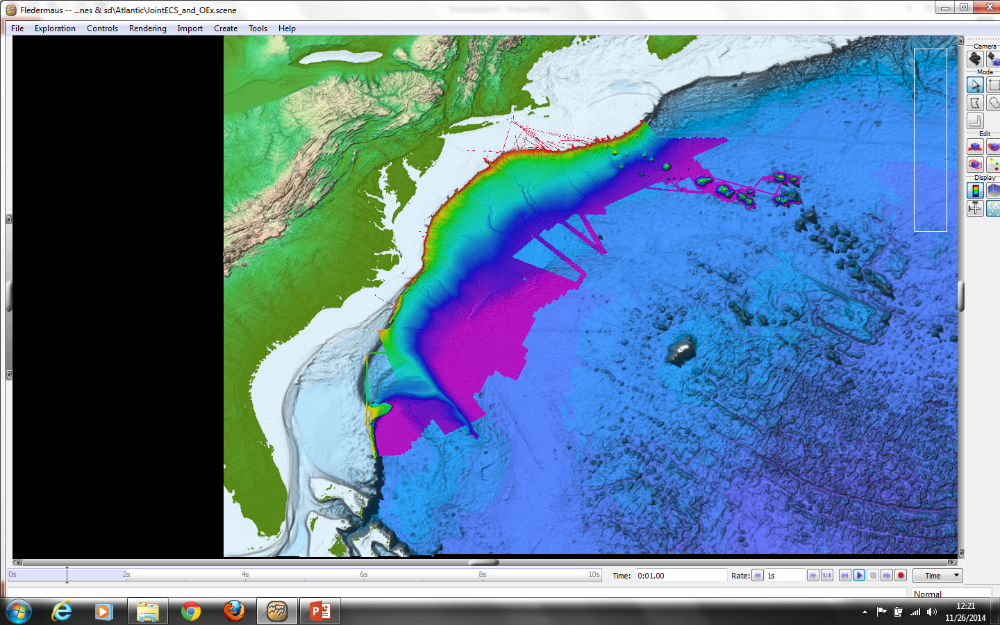 Fledermaus -- ...nes & sd\Atlantic\JointECS_and_OEx.scene
File Exploration Controls Rendering Import Create Tools Help
Camera
Mode
Edit
Display
0s 2s 4s 6s 8s 10s Time: 0:01.00 Rate: 1s 1:1 Time
Normal
12:21
11/26/2014